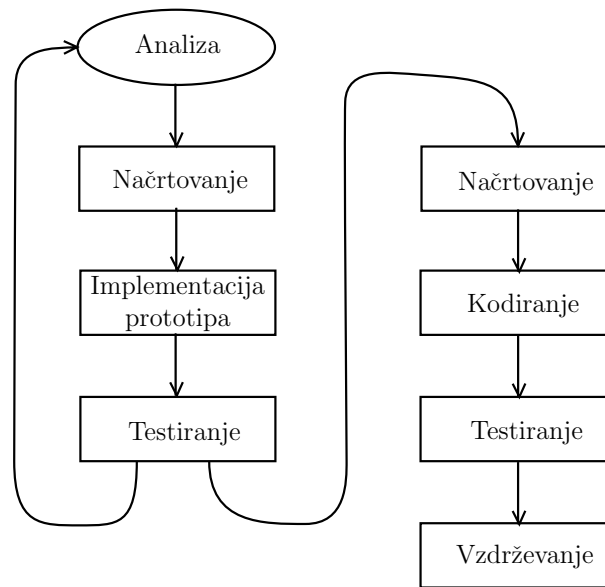 Analiza
Načrtovanje
Implementacija
prototipa
Testiranje
Načrtovanje
Kodiranje
Testiranje
Vzdrževanje